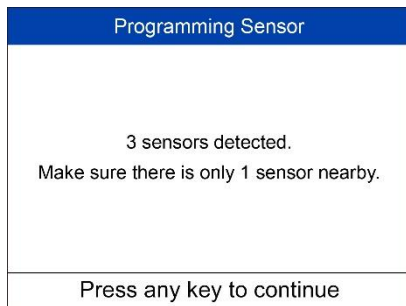 Programming Sensor
3 sensors detected.
Make sure there is only 1 sensor nearby.
Press any key to continue